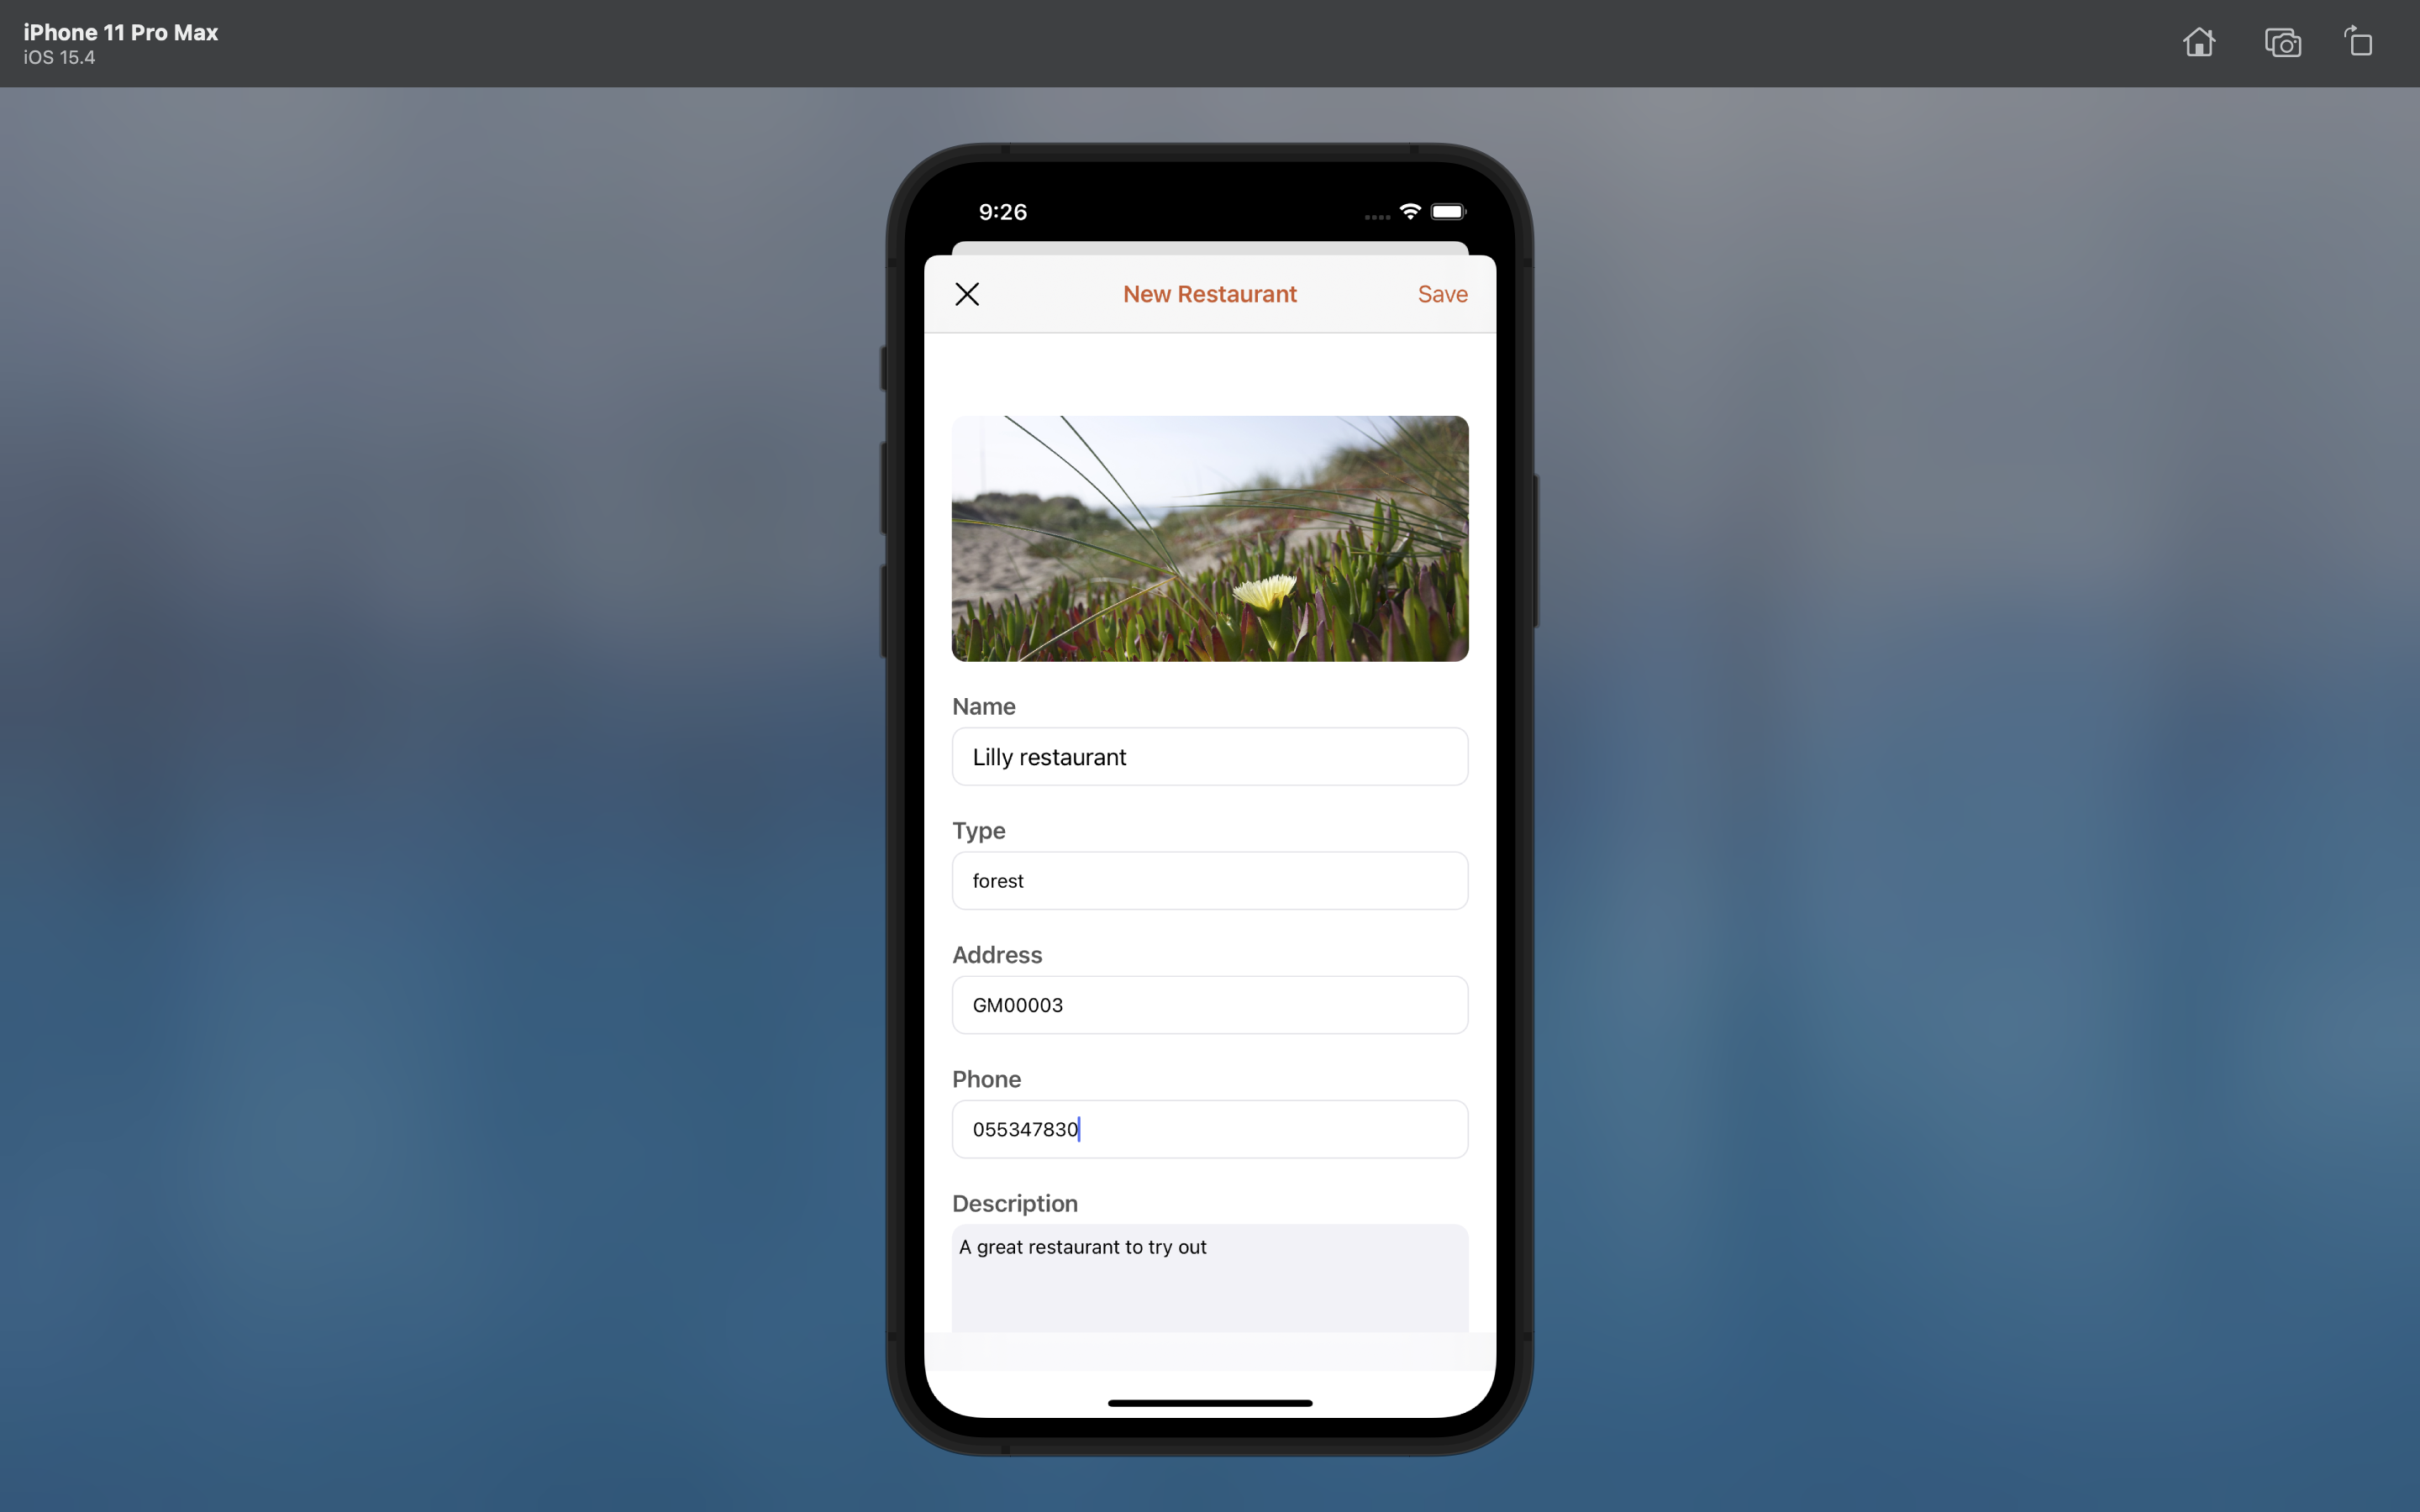 iPhone 11 Pro Max
iOS 15.4
9:26
New Restaurant
Save
Name
Lilly restaurant
Type
forest
Address
GM00003
Phone
055347830
Description
A great restaurant to try out